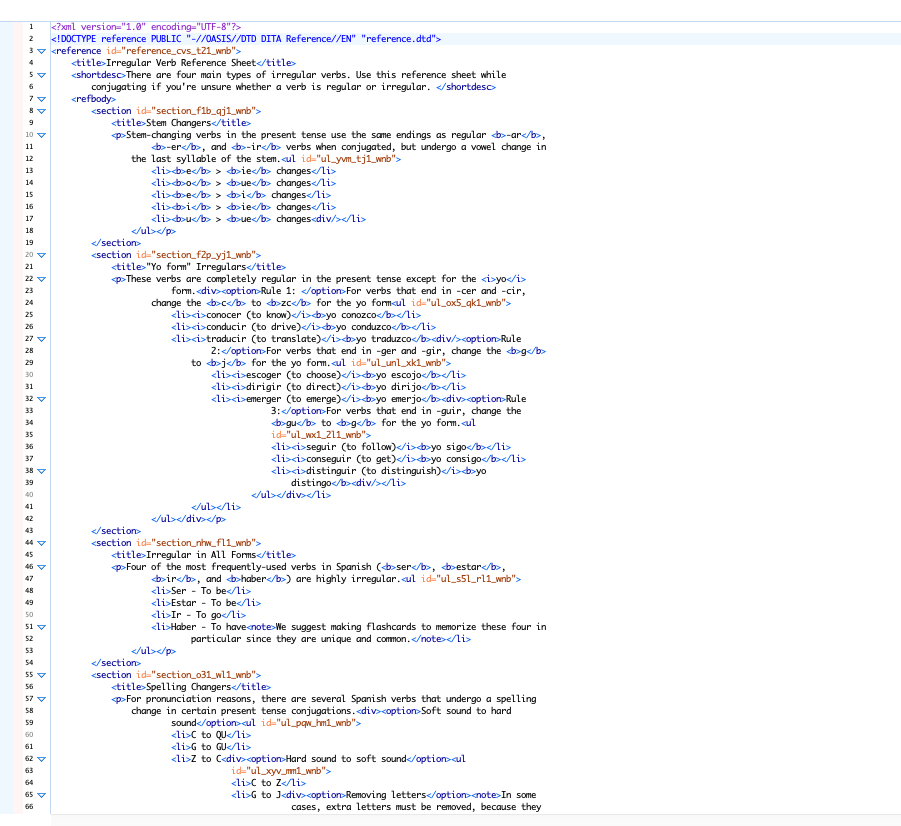 1 <?xml version="1.0" encoding="UTF-8"?>
2 <!DOCTYPE reference PUBLIC "-//OASIS//DTD DITA Reference//EN" "reference.dtd">
3 <reference id="reference_cvs_t21_wnb">
4 <title>Irregular Verb Reference Sheet</title>
5 <shortdesc>There are four main types of irregular verbs. Use this reference sheet while
6 conjugating if you're unsure whether a verb is regular or irregular. </shortdesc>
7 <refbody>
8 <section id="section_f1b_qj1_wnb">
9 <title>Stem Changers</title>
10 <p>Stem-changing verbs in the present tense use the same endings as regular <b>-ar</b>,
11 <b>-er</b>, and <b>-ir</b> verbs when conjugated, but undergo a vowel change in
12 the last syllable of the stem.<ul id="ul_yvm_tj1_wnb">
13 <li><b>e</b> > <b>ie</b> changes</li>
14 <li><b>o</b> > <b>ue</b> changes</li>
15 <li><b>e</b> > <b>i</b> changes</li>
16 <li><b>i</b> > <b>ie</b> changes</li>
17 <li><b>u</b> > <b>ue</b> changes<div/></li>
18 </ul></p>
19 </section>
20 <section id="section_f2p_yj1_wnb">
21 <title>"Yo form" Irregulars</title>
22 <p>These verbs are completely regular in the present tense except for the <i>yo</i>
23 form.<div><option>Rule 1: </option>For verbs that end in -cer and -cir,
24 change the <b>c</b> to <b>zc</b> for the yo form<ul id="ul_ox5_qk1_wnb">
25 <li><i>conocer (to know)</i><b>yo conozco</b></li>
26 <li><i>conducir (to drive)</i><b>yo conduzco</b></li>
27 <li><i>traducir (to translate)</i><b>yo traduzco</b><div/><option>Rule
28 2:</option>For verbs that end in -ger and -gir, change the <b>g</b>
29 to <b>j</b> for the yo form.<ul id="ul_unl_xk1_wnb">
30 <li><i>escoger (to choose)</i><b>yo escojo</b></li>
31 <li><i>dirigir (to direct)</i><b>yo dirijo</b></li>
32 <li><i>emerger (to emerge)</i><b>yo emerjo</b><div><option>Rule
33 3:</option>For verbs that end in -guir, change the
34 <b>gu</b> to <b>g</b> for the yo form.<ul
35 id="ul_wx1_2l1_wnb">
36 <li><i>seguir (to follow)</i><b>yo sigo</b></li>
37 <li><i>conseguir (to get)</i><b>yo consigo</b></li>
38 <li><i>distinguir (to distinguish)</i><b>yo
39 distingo</b><div/></li>
40 </ul></div></li>
41 </ul></li>
42 </ul></div></p>
43 </section>
44 <section id="section_nhw_fl1_wnb">
45 <title>Irregular in All Forms</title>
46 <p>Four of the most frequently-used verbs in Spanish (<b>ser</b>, <b>estar</b>,
47 <b>ir</b>, and <b>haber</b>) are highly irregular.<ul id="ul_s5l_rl1_wnb">
48 <li>Ser - To be</li>
49 <li>Estar - To be</li>
50 <li>Ir - To go</li>
51 <li>Haber - To have<note>We suggest making flashcards to memorize these four in
52 particular since they are unique and common.</note></li>
53 </ul></p>
54 </section>
55 <section id="section_o31_wl1_wnb">
56 <title>Spelling Changers</title>
57 <p>For pronunciation reasons, there are several Spanish verbs that undergo a spelling
58 change in certain present tense conjugations.<div><option>Soft sound to hard
59 sound</option><ul id="ul_pqw_hm1_wnb">
60 <li>C to QU</li>
61 <li>G to GU</li>
62 <li>Z to C<div><option>Hard sound to soft sound</option><ul
63 id="ul_xyv_mm1_wnb">
64 <li>C to Z</li>
65 <li>G to J<div><option>Removing letters</option><note>In some
66 cases, extra letters must be removed, because they